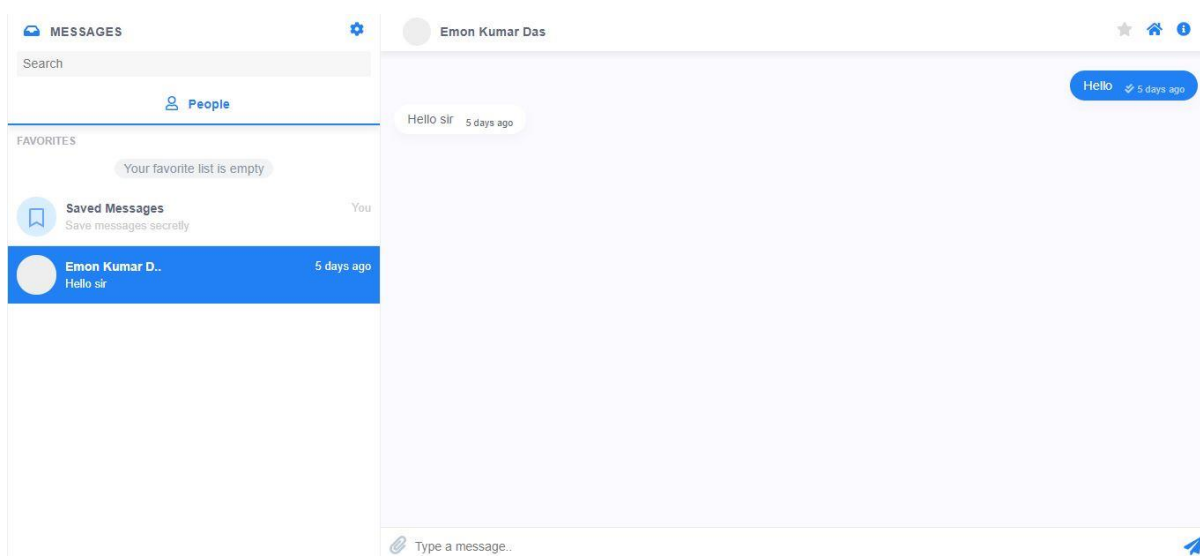 MESSAGES
Search
People
FAVORITES
Your favorite list is empty
Saved Messages You
Save messages secretly
Emon Kumar D.. 5 days ago
Hello sir
Emon Kumar Das
Hello 5 days ago
Hello sir 5 days ago
Type a message..